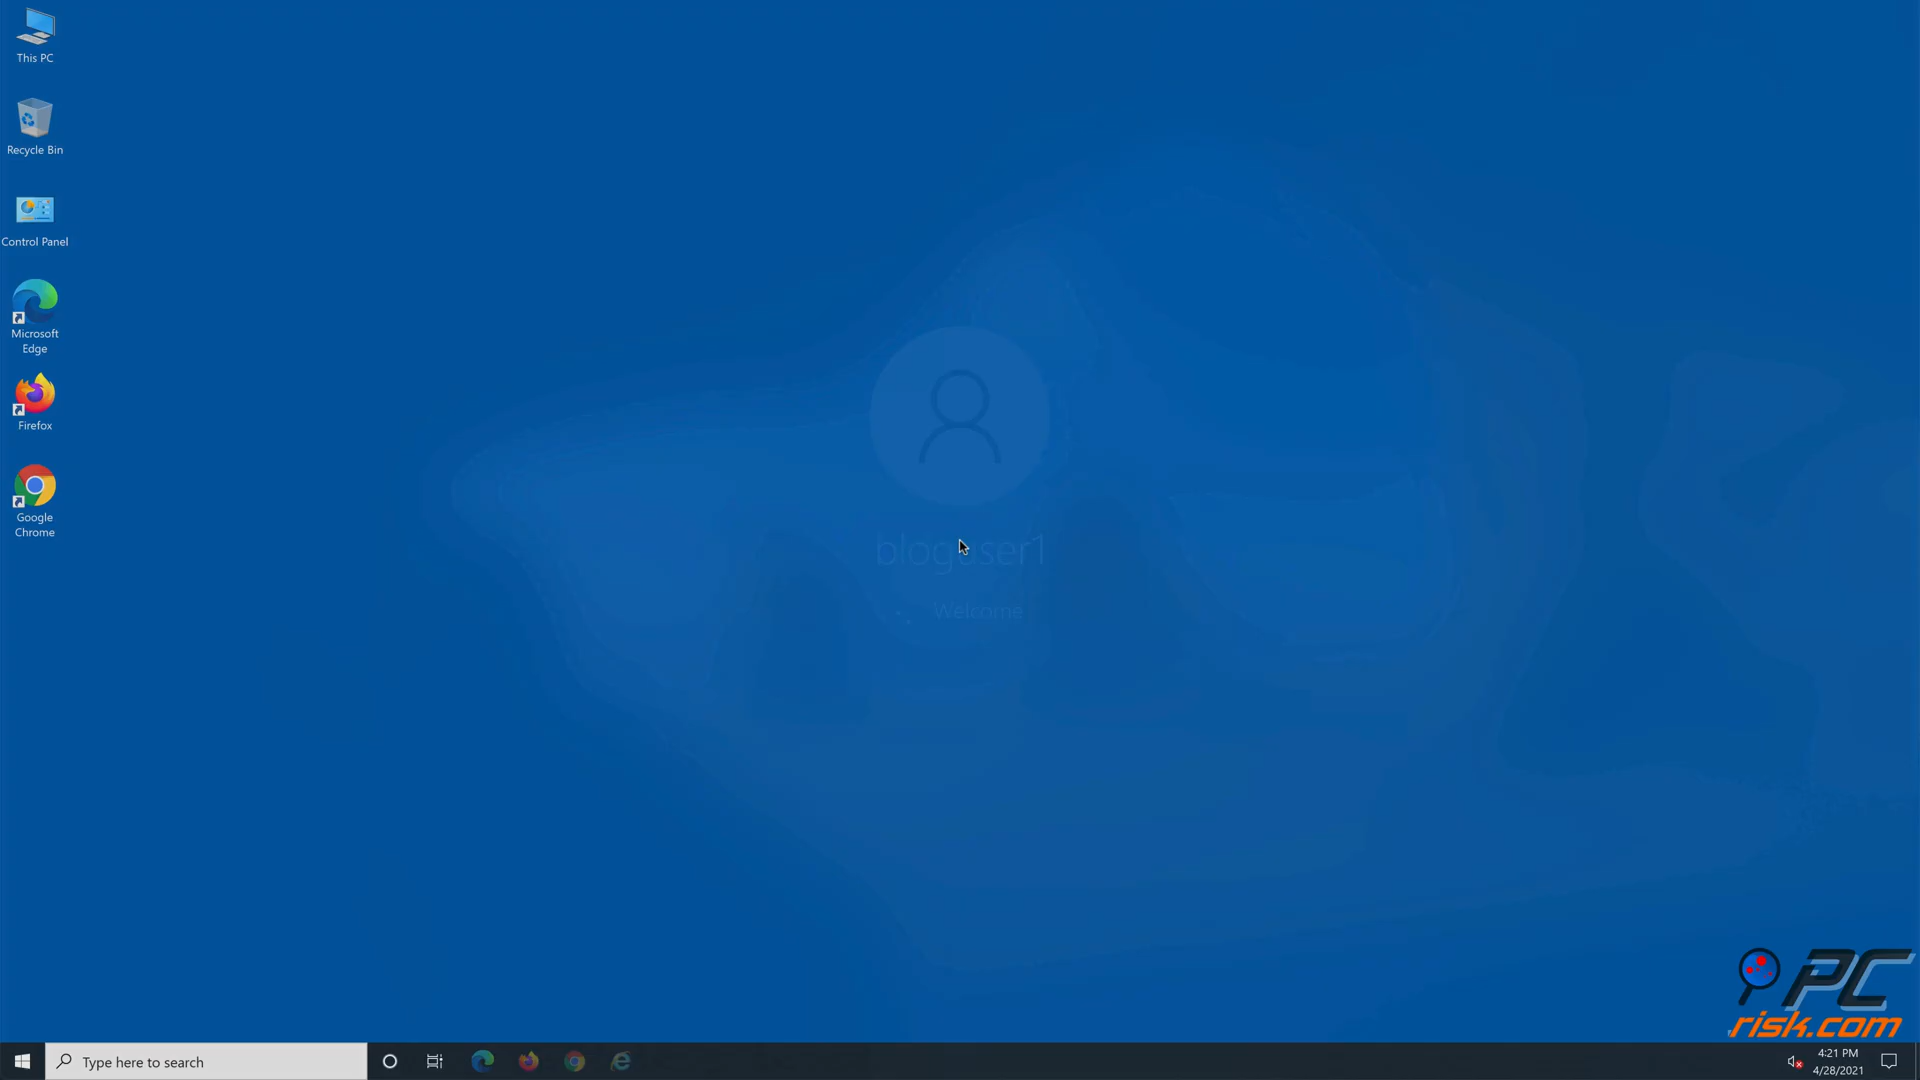 This PC
Recycle Bin
Control Panel
Microsoft
Edge
Firefox
Google
Chrome
bloguser1
Welcome
PC
risk.com
Type here to search
4:21 PM
4/28/2021